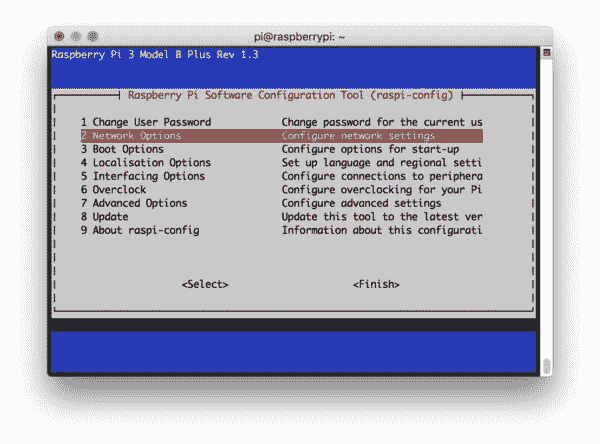 pi@raspberrypi: ~
Raspberry Pi 3 Model B Plus Rev 1.3
Raspberry Pi Software Configuration Tool (raspi-config)
1 Change User Password Change password for the current us
2 Network Options Configure network settings
3 Boot Options Configure options for start-up
4 Localisation Options Set up language and regional setti
5 Interfacing Options Configure connections to periphera
6 Overclock Configure overclocking for your Pi
7 Advanced Options Configure advanced settings
8 Update Update this tool to the latest ver
9 About raspi-config Information about this configurati
<Select> <Finish>